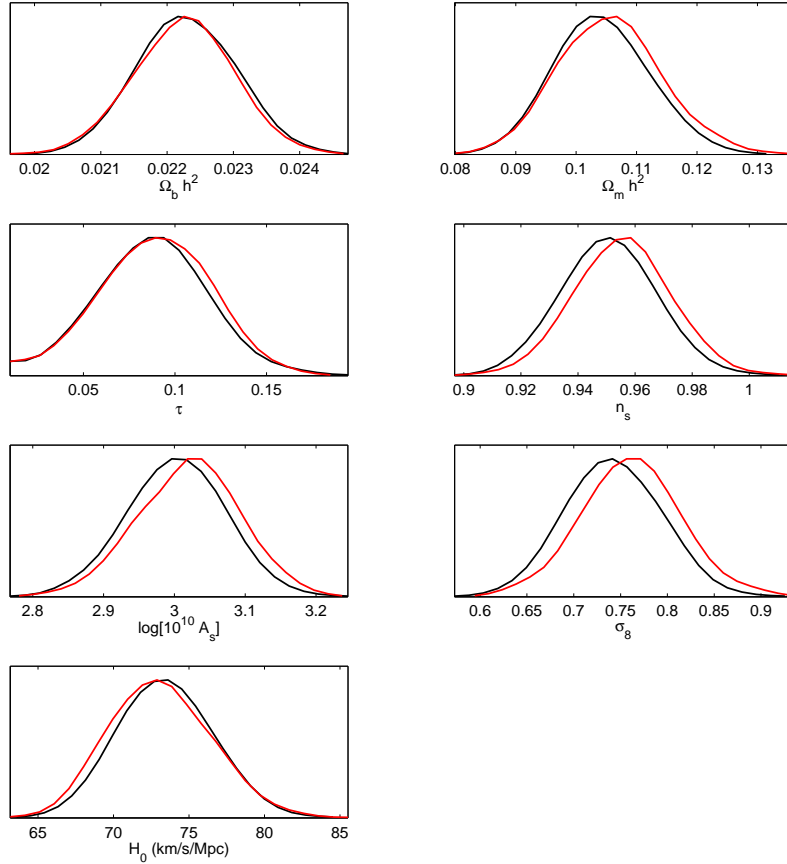 0.02 0.021 0.022 0.023 0.024
Ω_b h^2
0.08 0.09 0.1 0.11 0.12 0.13
Ω_m h^2
0.05 0.1 0.15
τ
0.9 0.92 0.94 0.96 0.98 1
n_s
2.8 2.9 3 3.1 3.2
log[10^10 A_s]
0.6 0.65 0.7 0.75 0.8 0.85 0.9
σ_8
65 70 75 80 85
H_0 (km/s/Mpc)